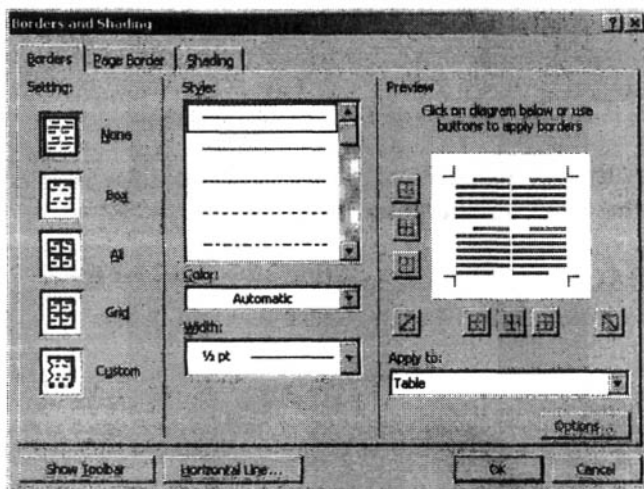 Borders and Shading
Borders
Page Border
Shading
Setting:
None
Box
All
Grid
Custom
Style:
Color:
Automatic
Width:
½ pt
Preview
Click on diagram below or use
buttons to apply borders
Apply to:
Table
Options...
Show Toolbar
Horizontal Line...
OK
Cancel